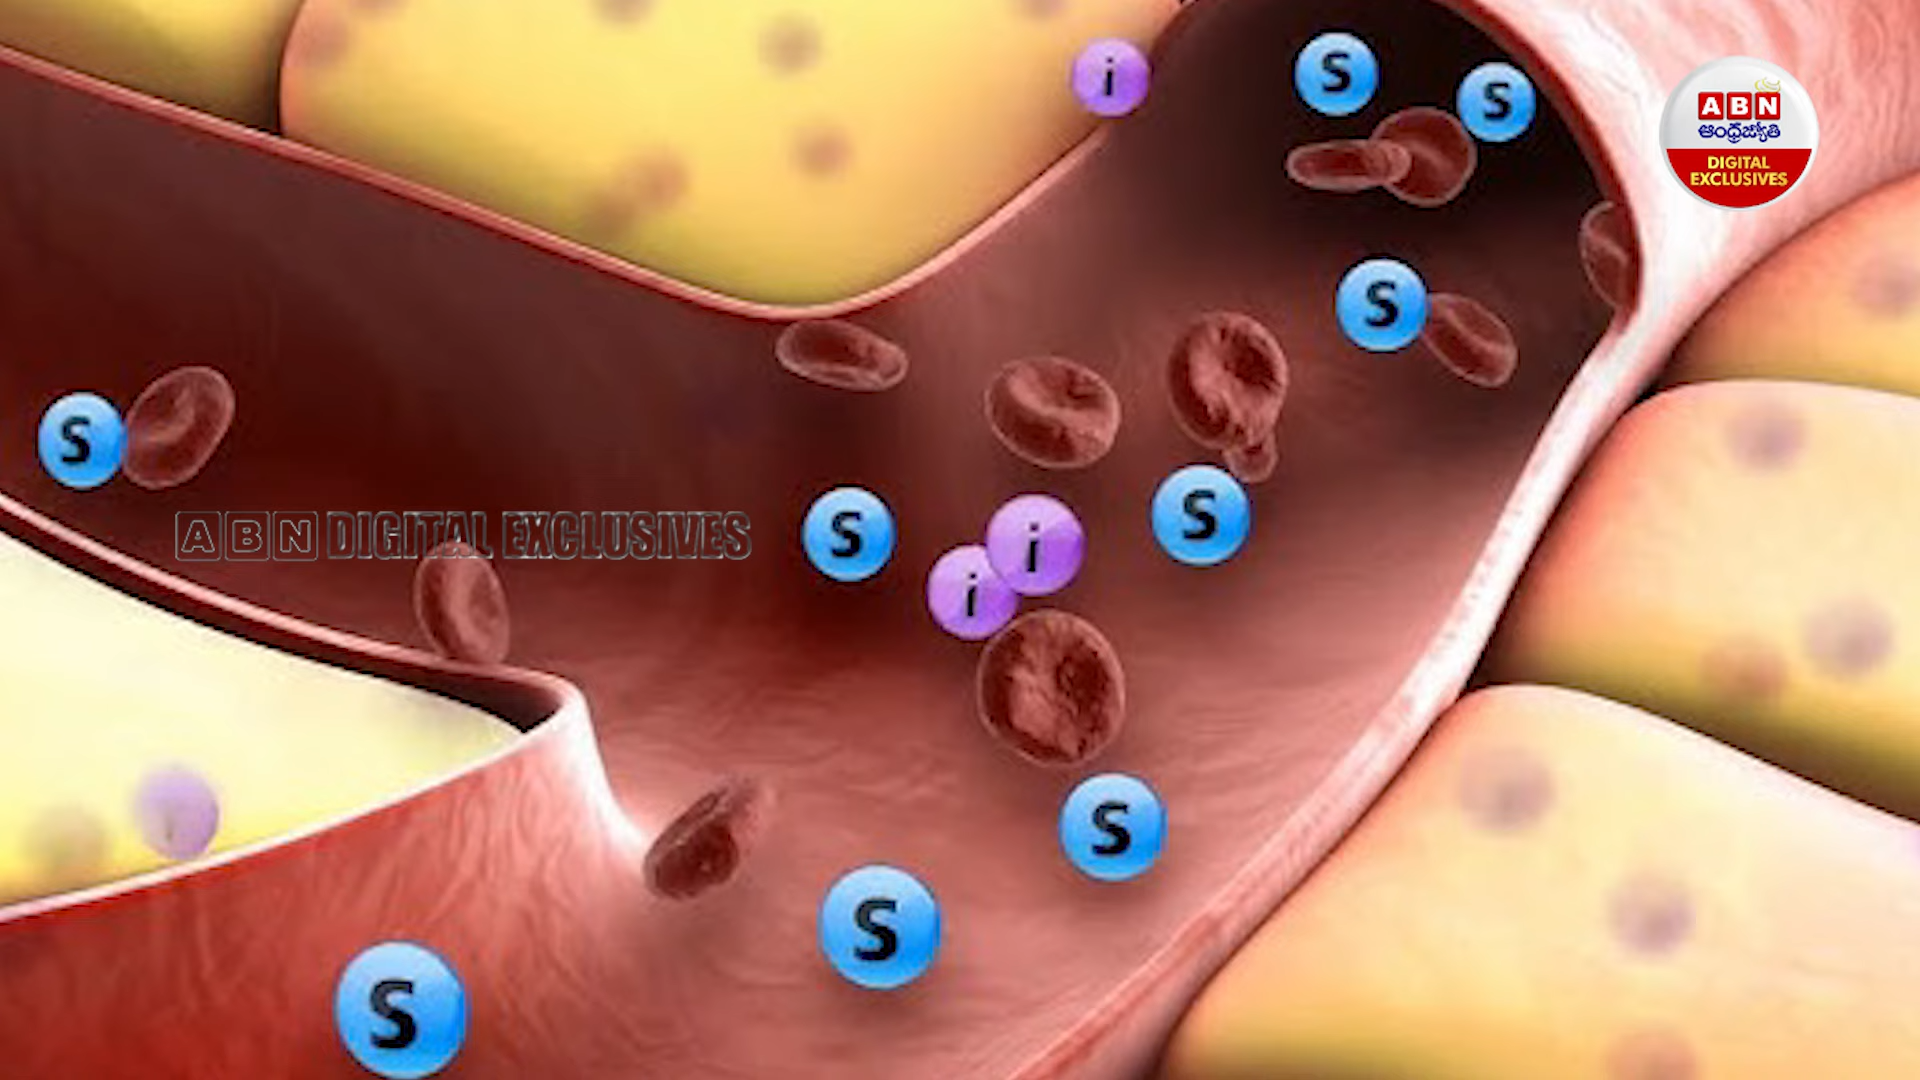 i
S
S
ABN
ఆంధ్రజ్యోతి
DIGITAL
EXCLUSIVES
S
S
S
i
i
S
ABN DIGITAL EXCLUSIVES
S
S
S